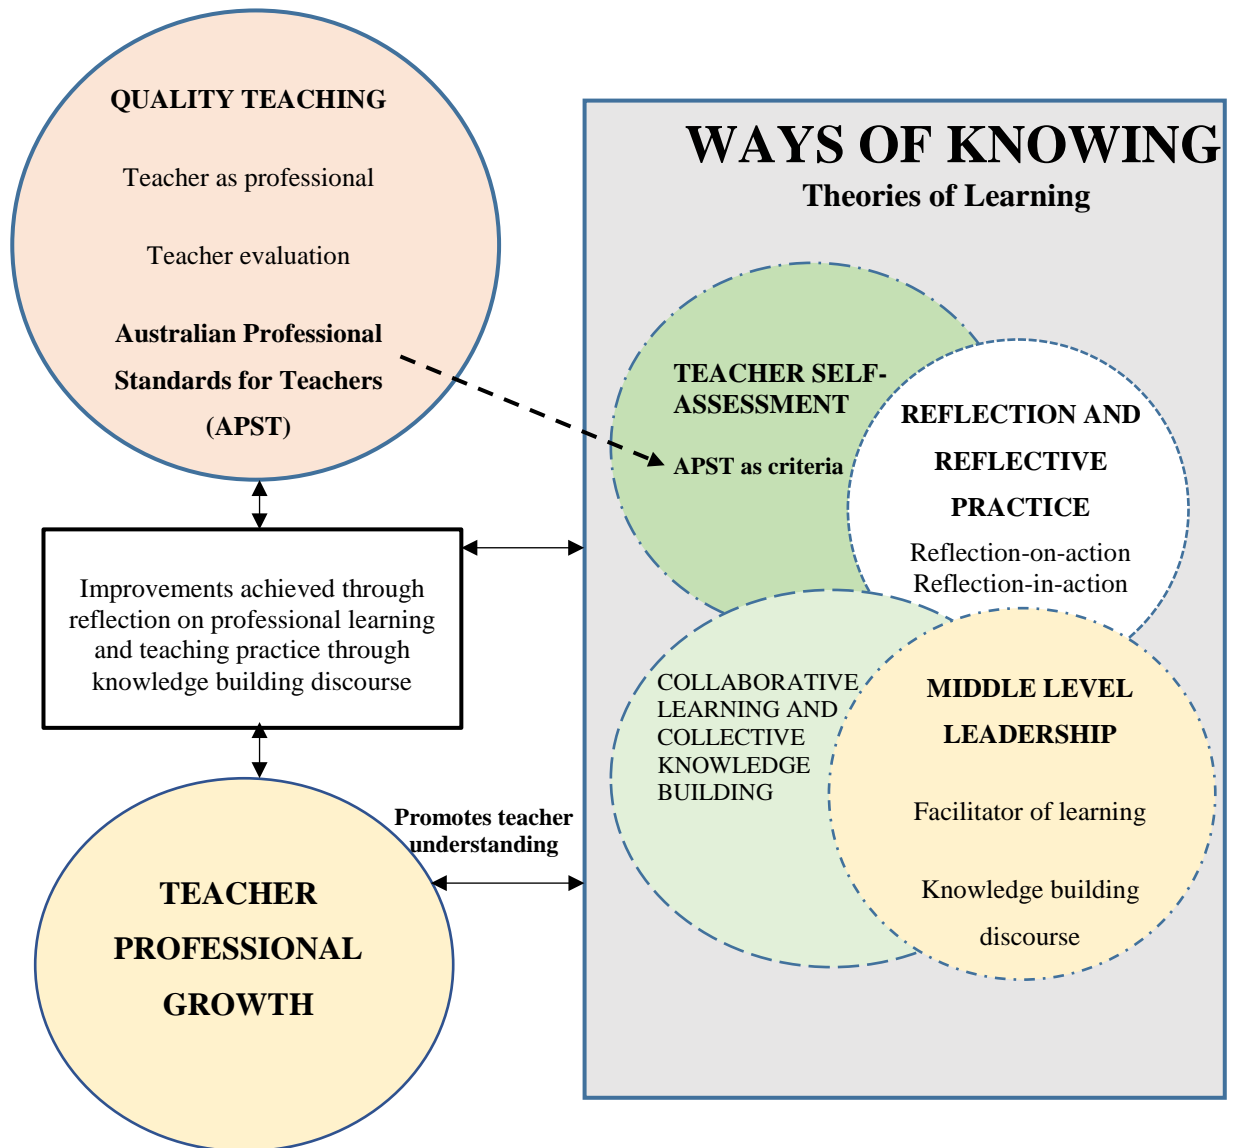 QUALITY TEACHING
Teacher as professional
Teacher evaluation
Australian Professional
Standards for Teachers
(APST)
Improvements achieved through
reflection on professional learning
and teaching practice through
knowledge building discourse
TEACHER
PROFESSIONAL
GROWTH
Promotes teacher
understanding
WAYS OF KNOWING
Theories of Learning
TEACHER SELF-
ASSESSMENT
APST as criteria
REFLECTION AND
REFLECTIVE
PRACTICE
Reflection-on-action
Reflection-in-action
COLLABORATIVE
LEARNING AND
COLLECTIVE
KNOWLEDGE
BUILDING
MIDDLE LEVEL
LEADERSHIP
Facilitator of learning
Knowledge building
discourse